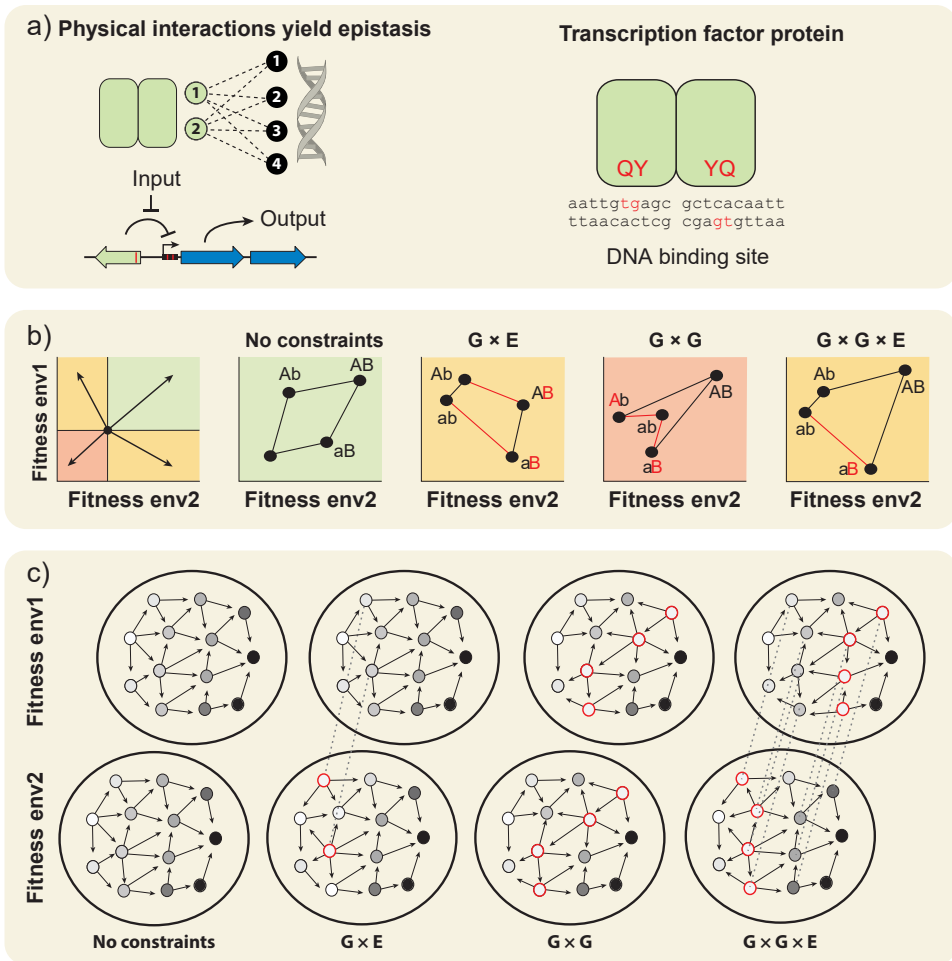 a) Physical interactions yield epistasis
Transcription factor protein
1
2
1
2
3
4
Input
Output
QY YQ
aattgtgagc gctcacaatt
ttaacactcg cgagtgttaa
DNA binding site
b)
No constraints
G × E
G × G
G × G × E
Fitness env1
Fitness env2
Ab
AB
aB
Fitness env2
Ab
AB
ab
aB
Fitness env2
Ab
AB
ab
aB
Fitness env2
Ab
AB
ab
aB
Fitness env2
c)
Fitness env1
Fitness env2
No constraints
G × E
G × G
G × G × E